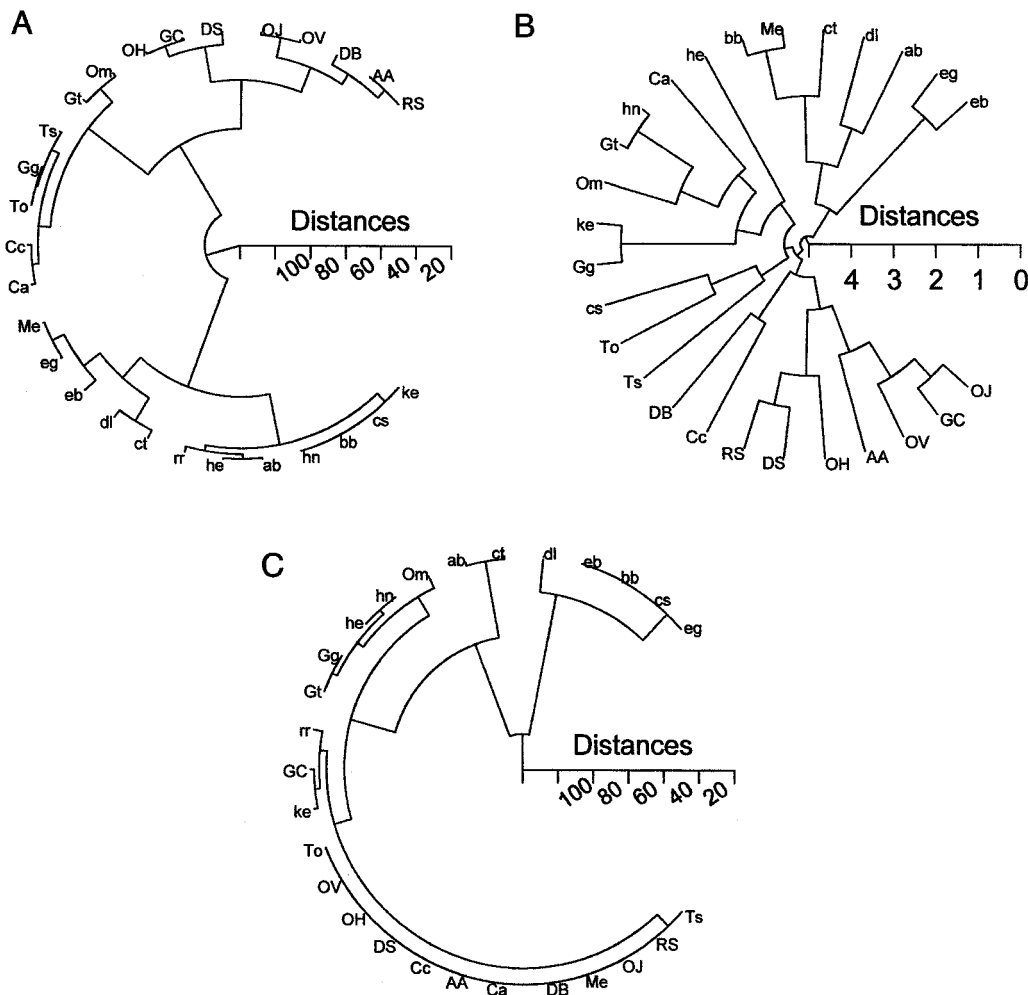 A
OH
GC
DS
OJ
OV
DB
AA
RS
Om
Gt
Ts
Gg
To
Cc
Ca
Me
eg
eb
dl
ct
rr
he
ab
hn
bb
cs
ke
Distances
100 80 60 40 20
B
bb
Me
ct
dl
ab
eg
eb
he
Ca
hn
Gt
Om
ke
Gg
cs
To
Ts
DB
Cc
RS
DS
OH
AA
OV
GC
OJ
Distances
4 3 2 1 0
C
ab
ct
dl
eb
bb
cs
eg
Om
hn
he
Gg
Gt
rr
GC
ke
To
OV
OH
DS
Cc
AA
Ca
DB
Me
OJ
RS
Ts
Distances
100 80 60 40 20